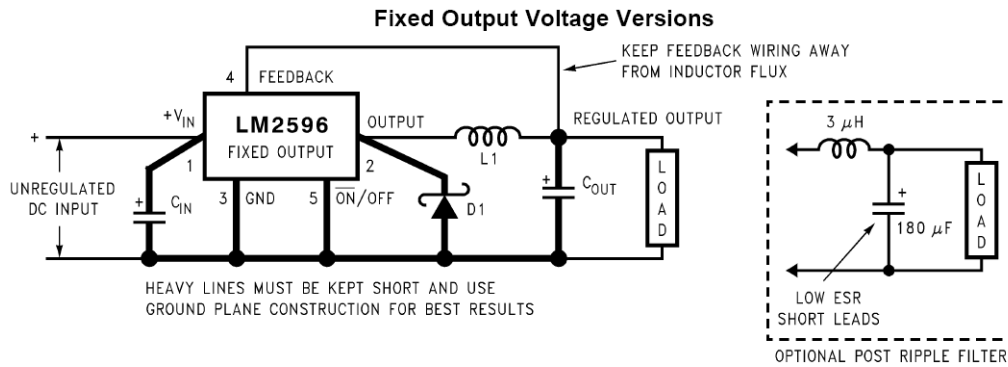 Fixed Output Voltage Versions
KEEP FEEDBACK WIRING AWAY
FROM INDUCTOR FLUX
4 FEEDBACK
+VIN
LM2596
FIXED OUTPUT
OUTPUT
REGULATED OUTPUT
+
1
2
L1
UNREGULATED
DC INPUT
+
CIN
3 GND
5 ON/OFF
D1
+
COUT
LOAD
HEAVY LINES MUST BE KEPT SHORT AND USE
GROUND PLANE CONSTRUCTION FOR BEST RESULTS
3 μH
+
180 μF
LOAD
LOW ESR
SHORT LEADS
OPTIONAL POST RIPPLE FILTER